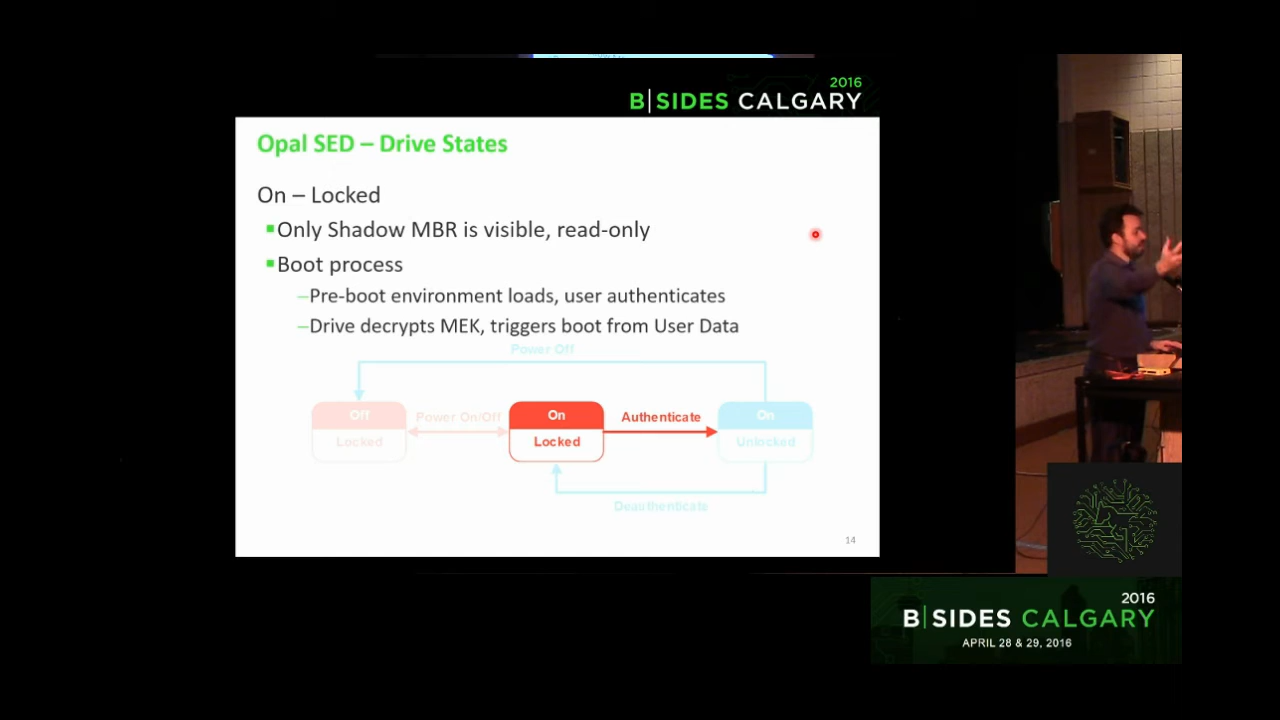 2016
B|SIDES CALGARY
Opal SED – Drive States
On – Locked
Only Shadow MBR is visible, read-only
Boot process
–Pre-boot environment loads, user authenticates
–Drive decrypts MEK, triggers boot from User Data
Power Off
Off
Locked
Power On/Off
On
Locked
Authenticate
On
Unlocked
Deauthenticate
14
2016
B|SIDES CALGARY
APRIL 28 & 29, 2016